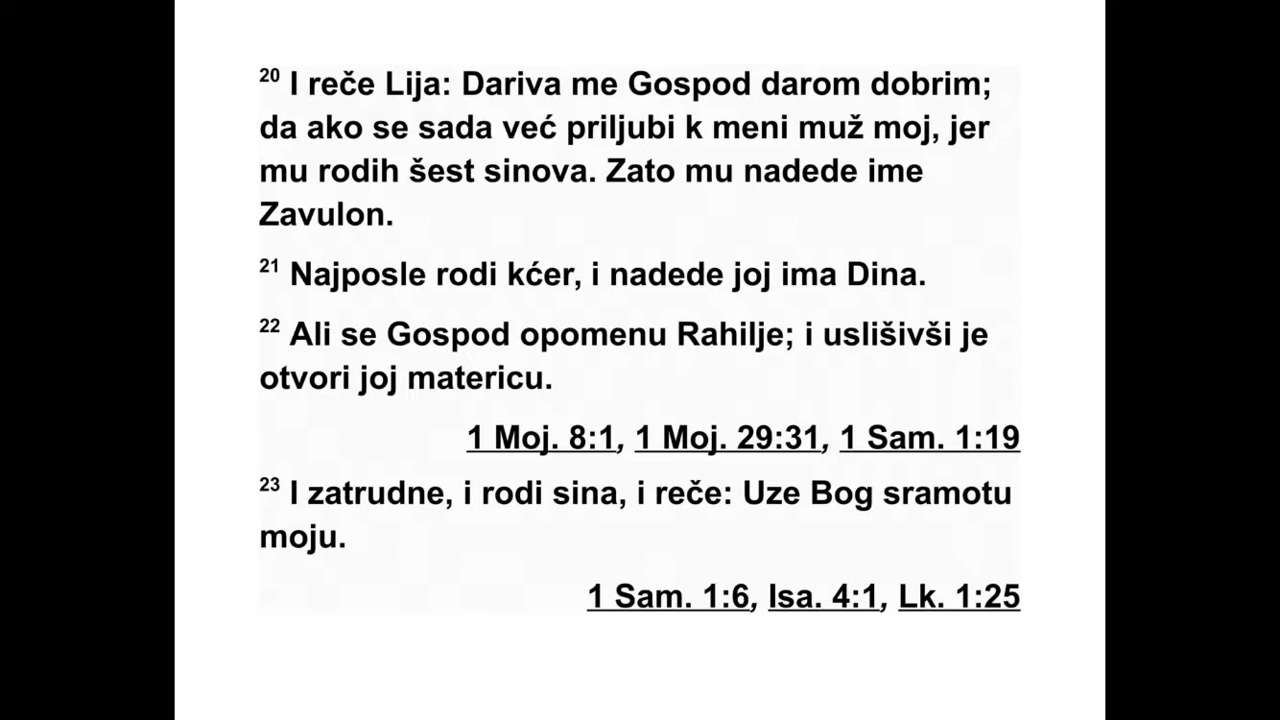 20 I reče Lija: Dariva me Gospod darom dobrim;
da ako se sada već priljubi k meni muž moj, jer
mu rodih šest sinova. Zato mu nadede ime
Zavulon.
21 Najposle rodi kćer, i nadede joj ima Dina.
22 Ali se Gospod opomenu Rahilje; i uslišivši je
otvori joj matericu.
1 Moj. 8:1, 1 Moj. 29:31, 1 Sam. 1:19
23 I zatrudne, i rodi sina, i reče: Uze Bog sramotu
moju.
1 Sam. 1:6, Isa. 4:1, Lk. 1:25